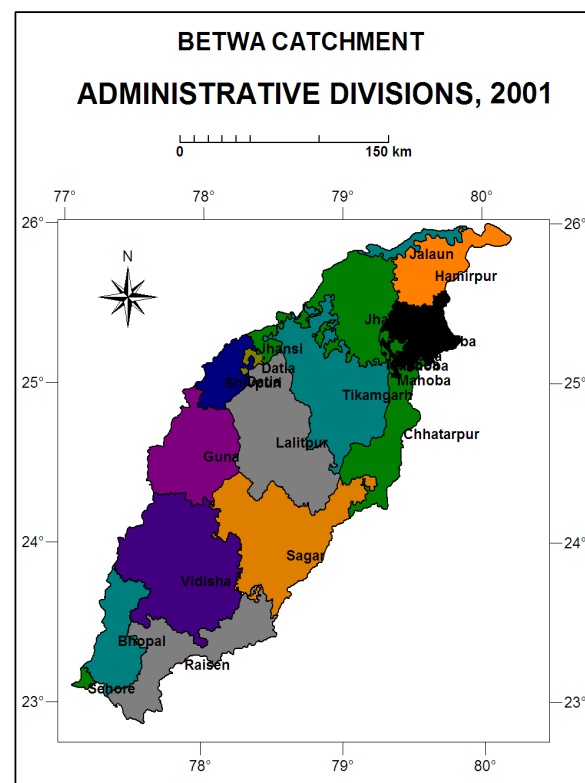 BETWA CATCHMENT
ADMINISTRATIVE DIVISIONS, 2001
0 150 km
77° 78° 79° 80°
26° 26°
N
Jalaun
Hamirpur
Jhansi
Datia
Datia
Mahoba
25° 25°
Tikamgarh
Chhatarpur
Lalitpur
Guna
24° 24°
Sagar
Vidisha
Bhopal
Raisen
Sehore
23° 23°
78° 79° 80°